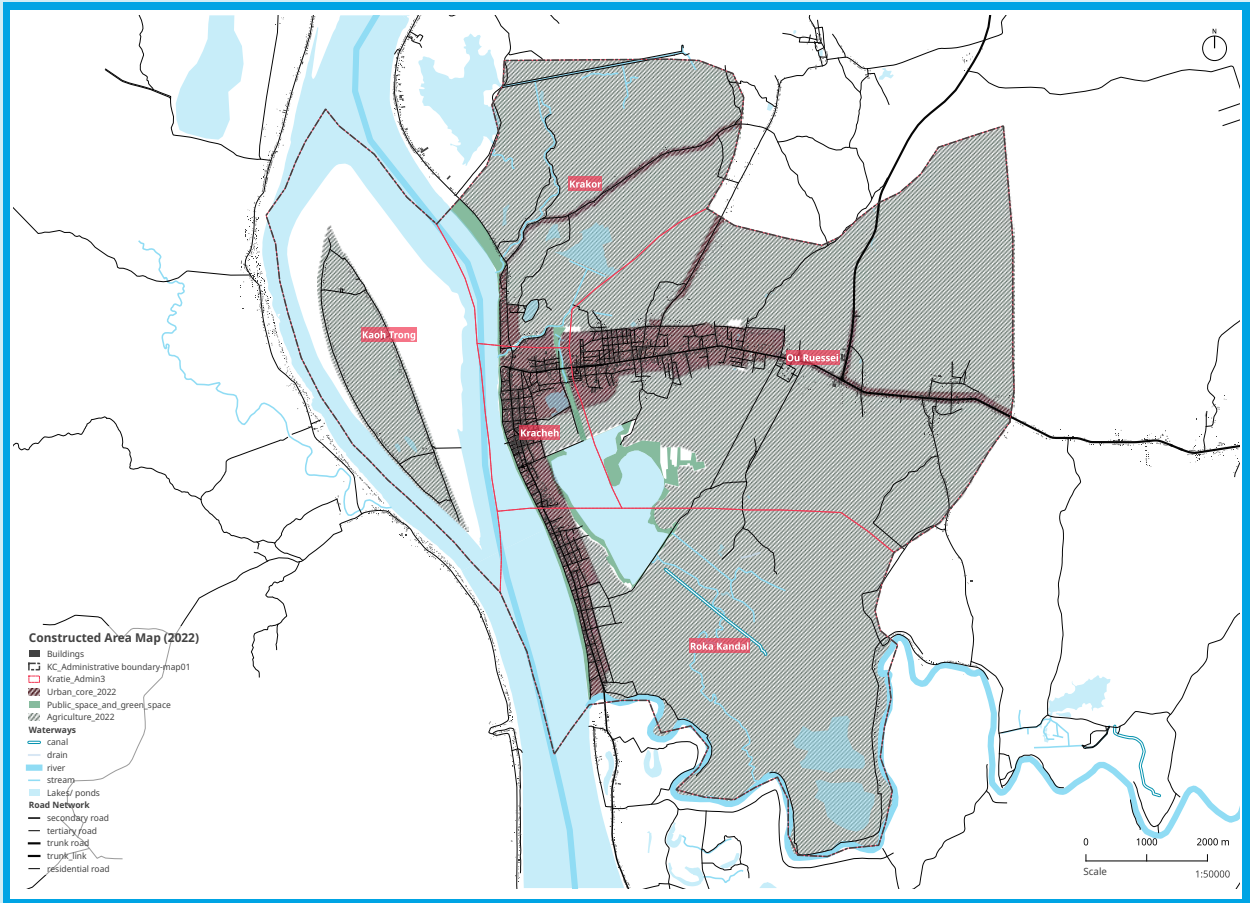 N
Krakor
Kaoh Trong
Ou Ruessei
Kracheh
Roka Kandal
Constructed Area Map (2022)
Buildings
KC_Administrative boundary-map01
Kratie_Admin3
Urban_core_2022
Public_space_and_green_space
Agriculture_2022
Waterways
canal
drain
river
stream
Lakes/ ponds
Road Network
secondary road
tertiary road
trunk road
trunk_link
residential road
0 1000 2000 m
Scale 1:50000